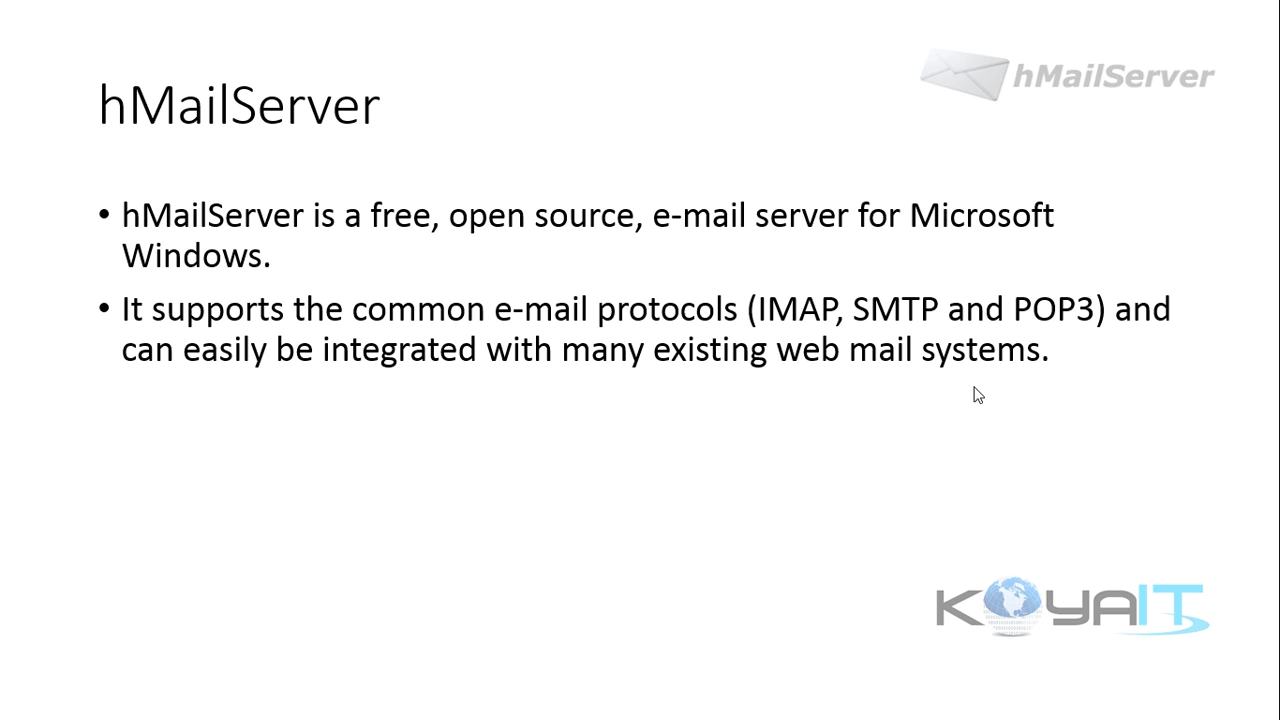 hMailServer
hMailServer
• hMailServer is a free, open source, e-mail server for Microsoft
Windows.
• It supports the common e-mail protocols (IMAP, SMTP and POP3) and
can easily be integrated with many existing web mail systems.
KOYAIT